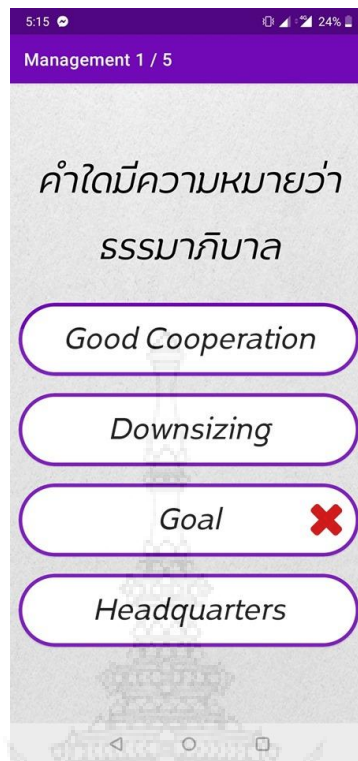 5:15 4G 24%
Management 1 / 5
คำใดมีความหมายว่า
ธรรมาภิบาล
Good Cooperation
Downsizing
Goal
Headquarters